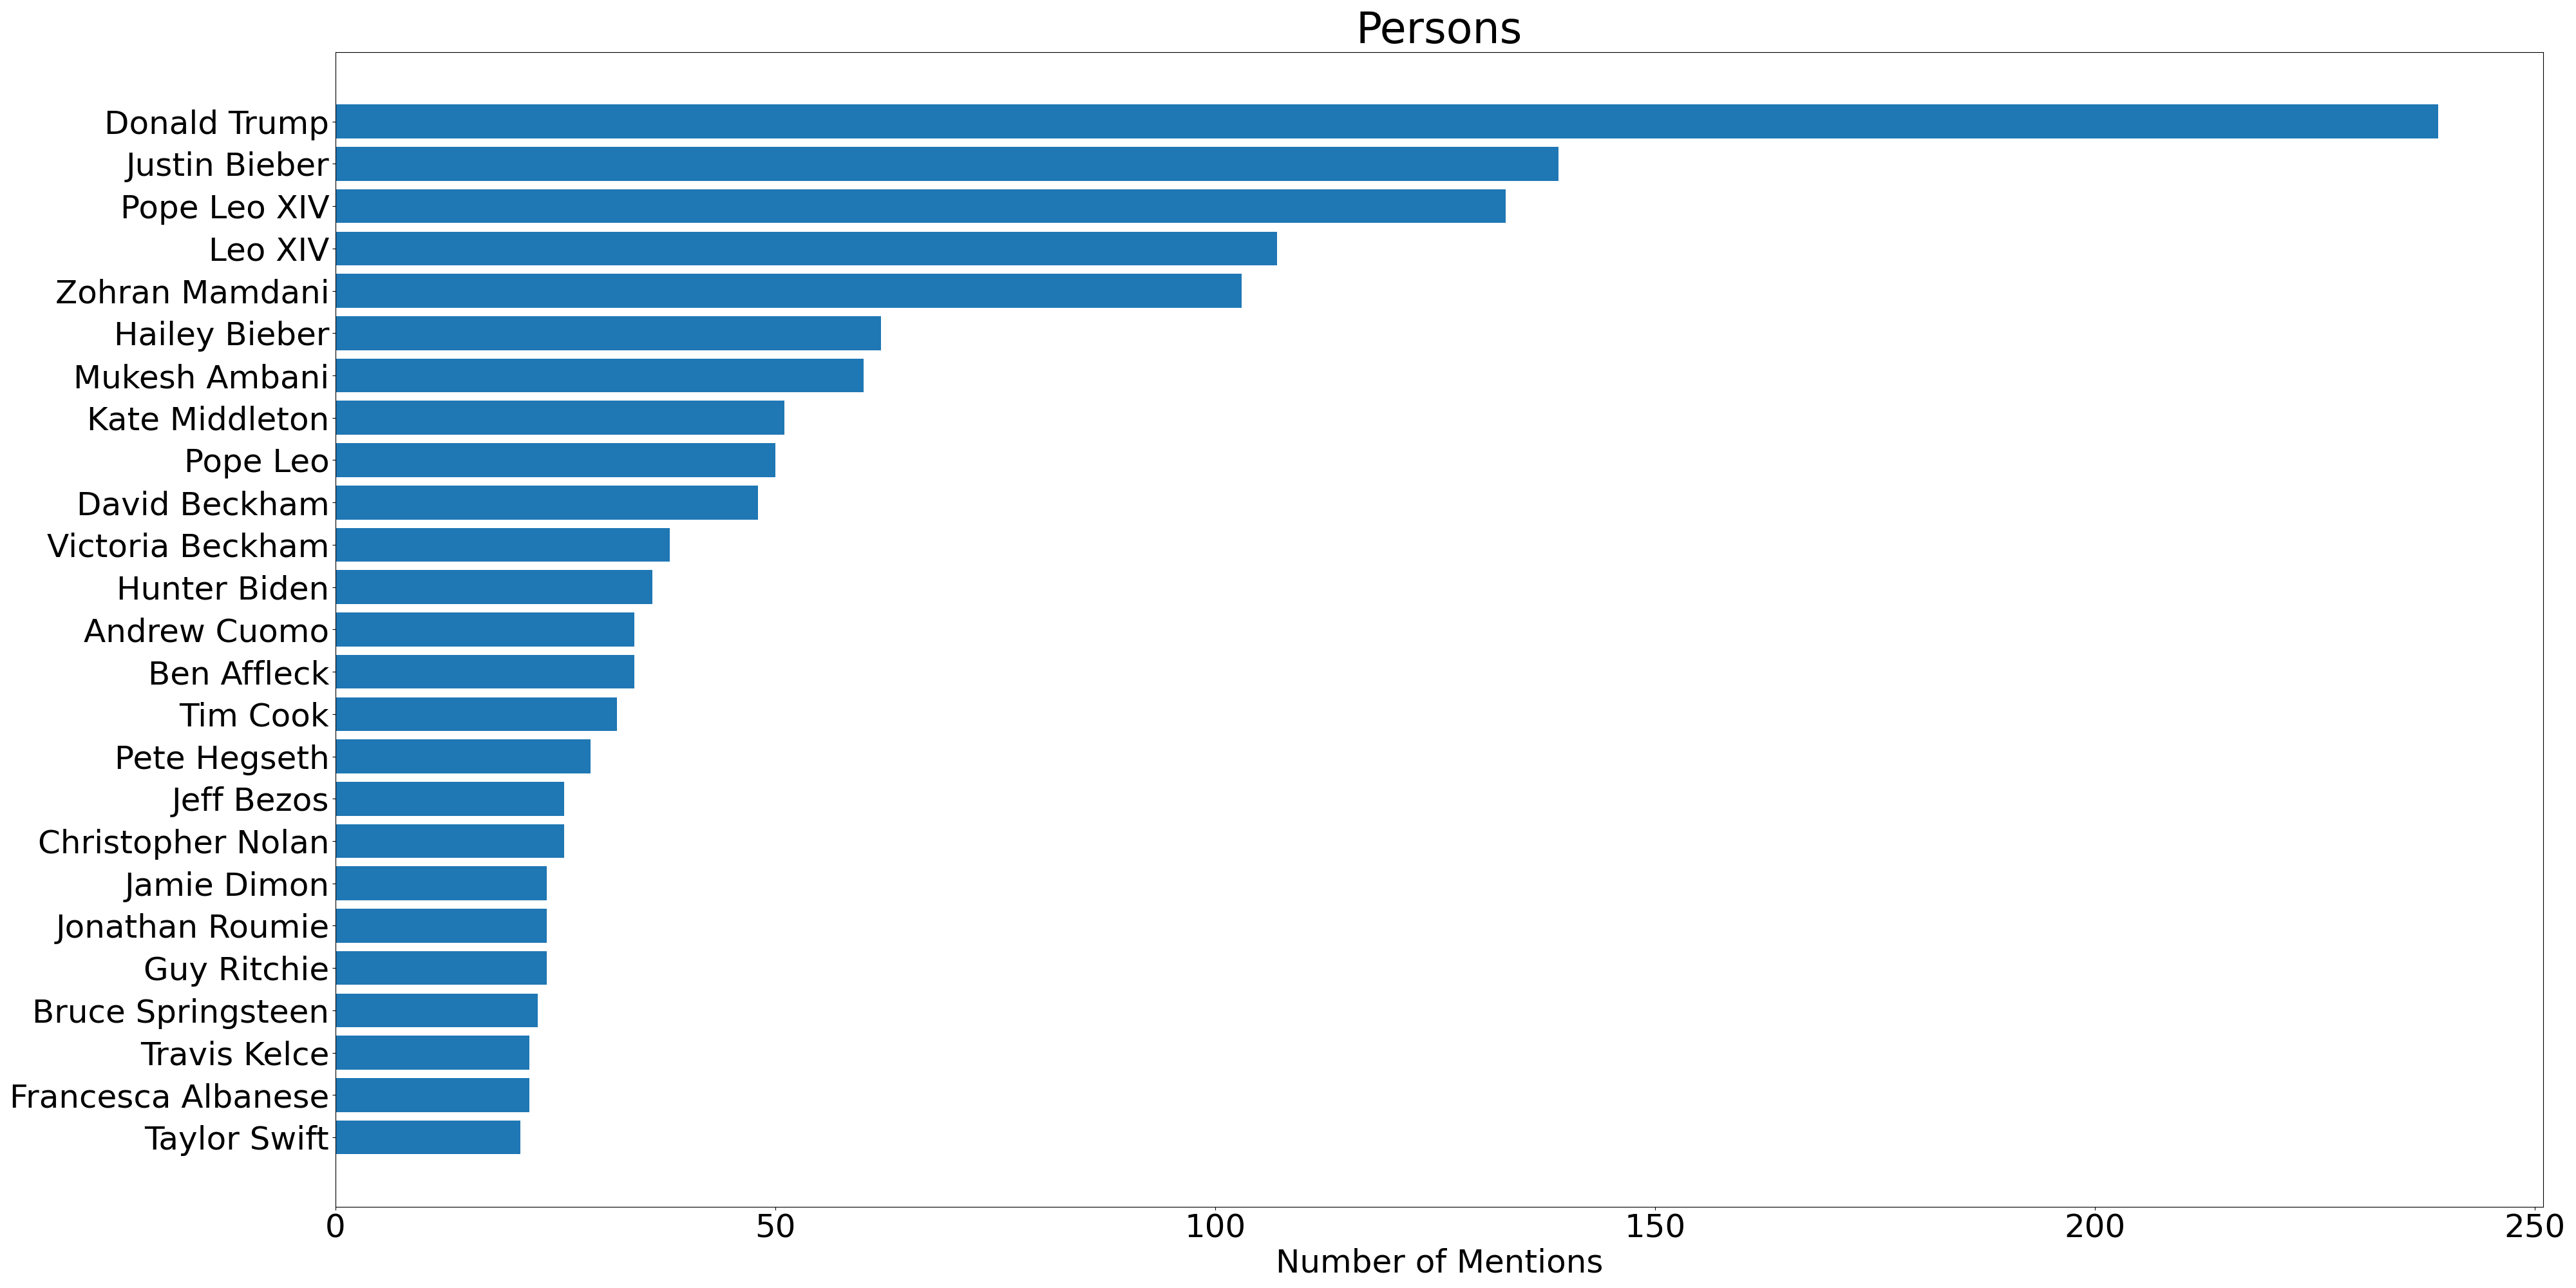 Persons
Donald Trump
Justin Bieber
Pope Leo XIV
Leo XIV
Zohran Mamdani
Hailey Bieber
Mukesh Ambani
Kate Middleton
Pope Leo
David Beckham
Victoria Beckham
Hunter Biden
Andrew Cuomo
Ben Affleck
Tim Cook
Pete Hegseth
Jeff Bezos
Christopher Nolan
Jamie Dimon
Jonathan Roumie
Guy Ritchie
Bruce Springsteen
Travis Kelce
Francesca Albanese
Taylor Swift
0 50 100 150 200 250
Number of Mentions